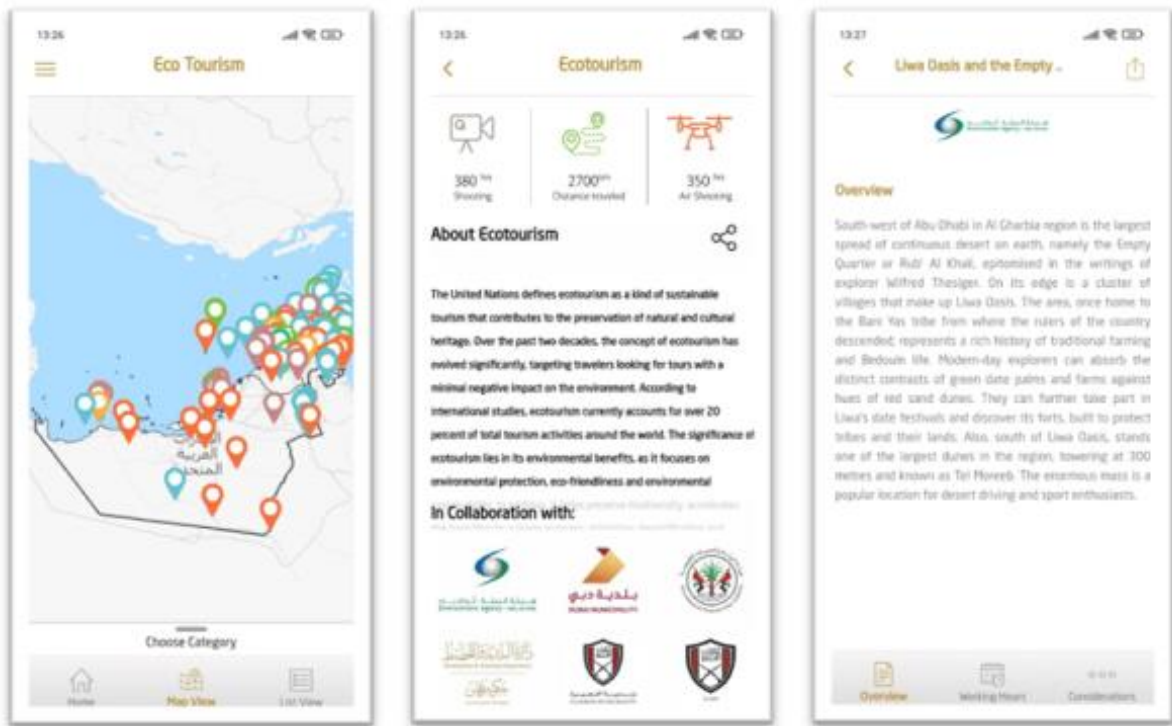 13:26
Eco Tourism
العربية
المتحد
Choose Category
Home
Map View
List View
13:26
Ecotourism
380
Shooting
2700
Distance traveled
350
Air Shooting
About Ecotourism
The United Nations defines ecotourism as a kind of sustainable
tourism that contributes to the preservation of natural and cultural
heritage. Over the past two decades, the concept of ecotourism has
evolved significantly, targeting travelers looking for tours with a
minimal negative impact on the environment. According to
international studies, ecotourism currently accounts for over 20
percent of total tourism activities around the world. The significance of
ecotourism lies in its environmental benefits, as it focuses on
environmental protection, eco-friendliness and environmental
In Collaboration with:
بلدية دبي
DUBAI MUNICIPALITY
13:27
Liwa Oasis and the Empty ..
Overview
South-west of Abu Dhabi in Al Gharbia region is the largest
spread of continuous desert on earth, namely the Empty
Quarter or Rub' Al Khali, epitomised in the writings of
explorer Wilfred Thesiger. On its edge is a cluster of
villages that make up Liwa Oasis. The area, once home to
the Bani Yas tribe from where the rulers of the country
descended, represents a rich history of traditional farming
and Bedouin life. Modern-day explorers can absorb the
distinct contrasts of green date palms and farms against
hues of red sand dunes. They can further take part in
Liwa's date festivals and discover its forts, built to protect
tribes and their lands. Also, south of Liwa Oasis, stands
one of the largest dunes in the region, towering at 300
metres and known as Tel Moreeb. The enormous mass is a
popular location for desert driving and sport enthusiasts.
Overview
Working Hours
Considerations